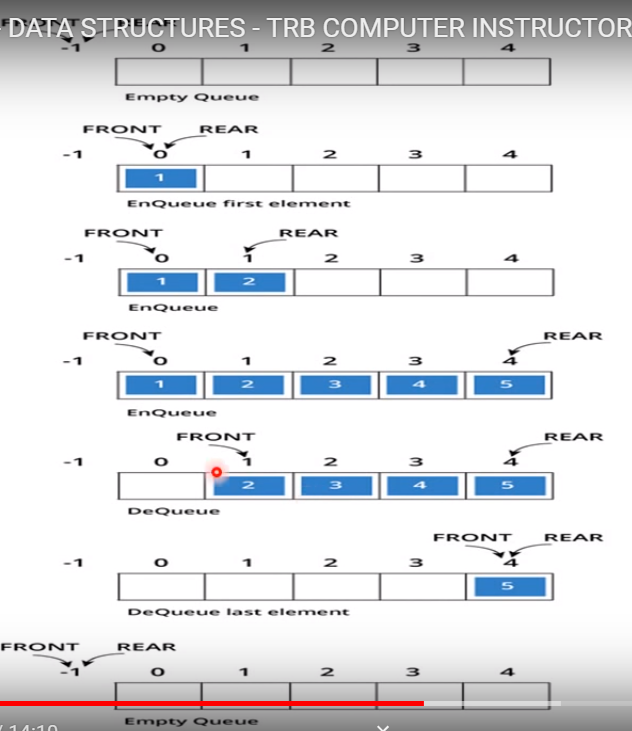 DATA STRUCTURES - TRB COMPUTER INSTRUCTOR
FRONT REAR
-1 0 1 2 3 4
Empty Queue
FRONT REAR
-1 0 1 2 3 4
1
EnQueue first element
FRONT REAR
-1 0 1 2 3 4
1 2
EnQueue
FRONT REAR
-1 0 1 2 3 4
1 2 3 4 5
EnQueue
FRONT REAR
-1 0 1 2 3 4
2 3 4 5
DeQueue
FRONT REAR
-1 0 1 2 3 4
5
DeQueue last element
FRONT REAR
-1 0 1 2 3 4
Empty Queue